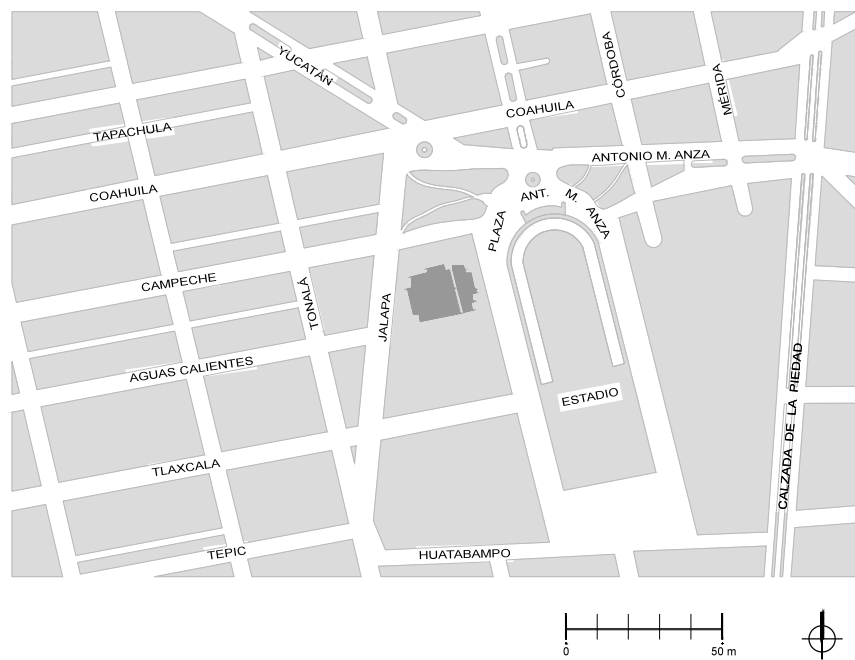 YUCATÁN
CÓRDOBA
MÉRIDA
COAHUILA
TAPACHULA
ANTONIO M. ANZA
COAHUILA
PLAZA ANT. M. ANZA
CAMPECHE
TONALA
JALAPA
AGUAS CALIENTES
ESTADIO
CALZADA DE LA PIEDAD
TLAXCALA
TEPIC
HUATABAMPO
0 50 m